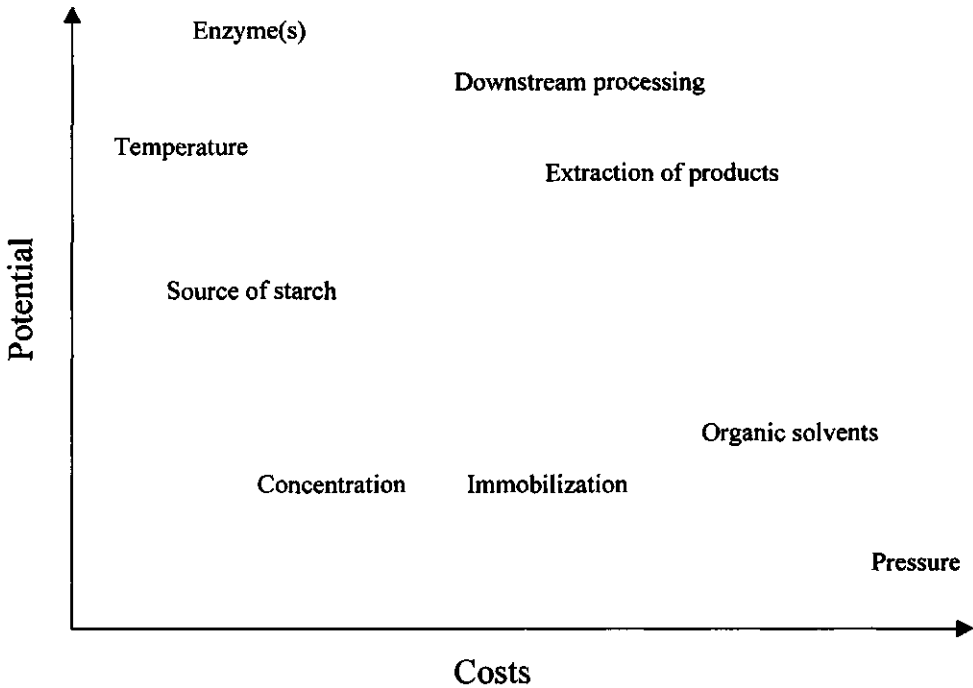 Enzyme(s)
Downstream processing
Temperature
Extraction of products
Source of starch
Potential
Organic solvents
Concentration
Immobilization
Pressure
Costs